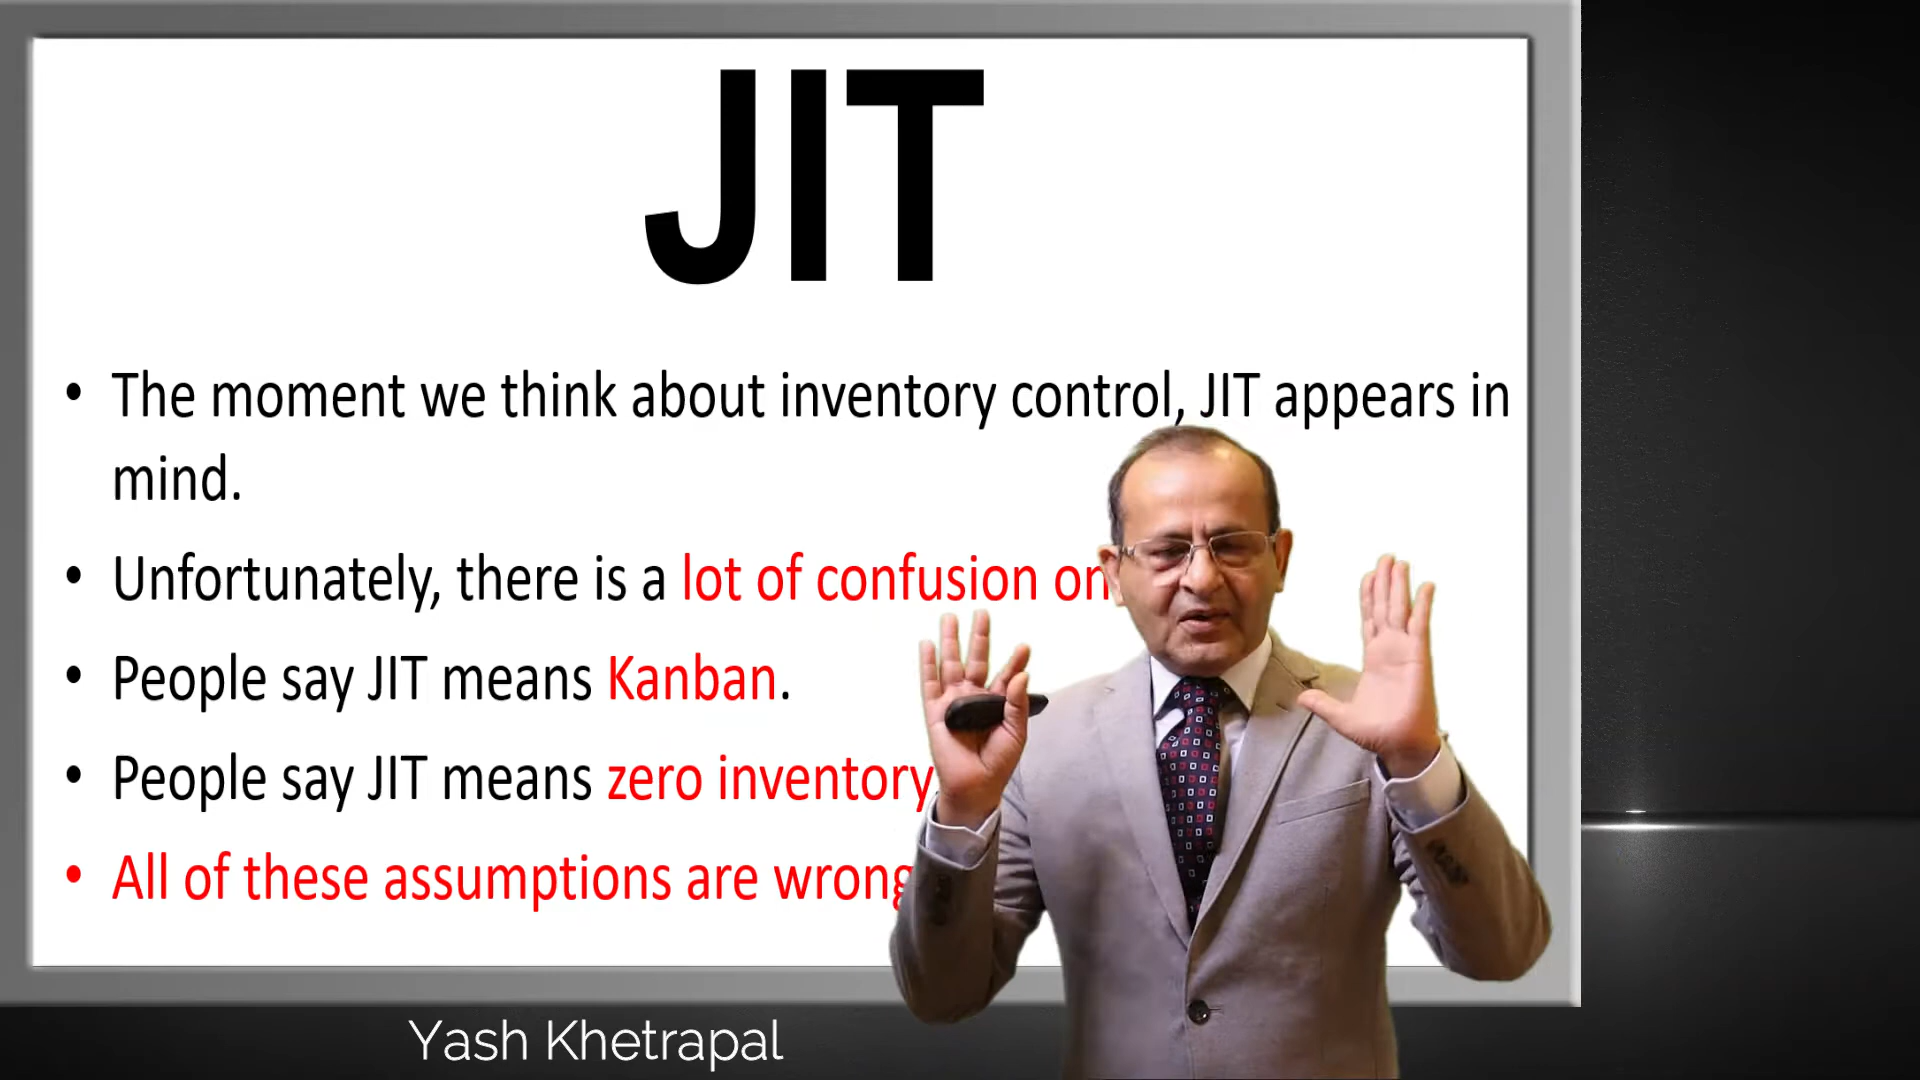 JIT
• The moment we think about inventory control, JIT appears in
mind.
• Unfortunately, there is a lot of confusion on
• People say JIT means Kanban.
• People say JIT means zero inventory
• All of these assumptions are wrong
Yash Khetrapal